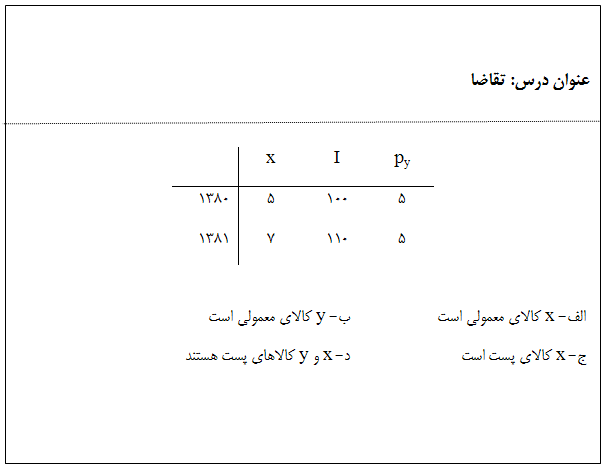 عنوان درس: تقاضا
x I py
۱۳۸۰ ۵ ۱۰۰ ۵
۱۳۸۱ ۷ ۱۱۰ ۵
الف- x کالای معمولی است ب- y کالای معمولی است
ج- x کالای پست است د- x و y کالاهای پست هستند